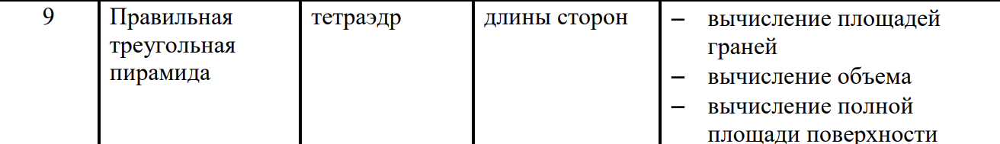 9
Правильная
треугольная
пирамида
тетраэдр
длины сторон
– вычисление площадей
граней
– вычисление объема
– вычисление полной
площади поверхности